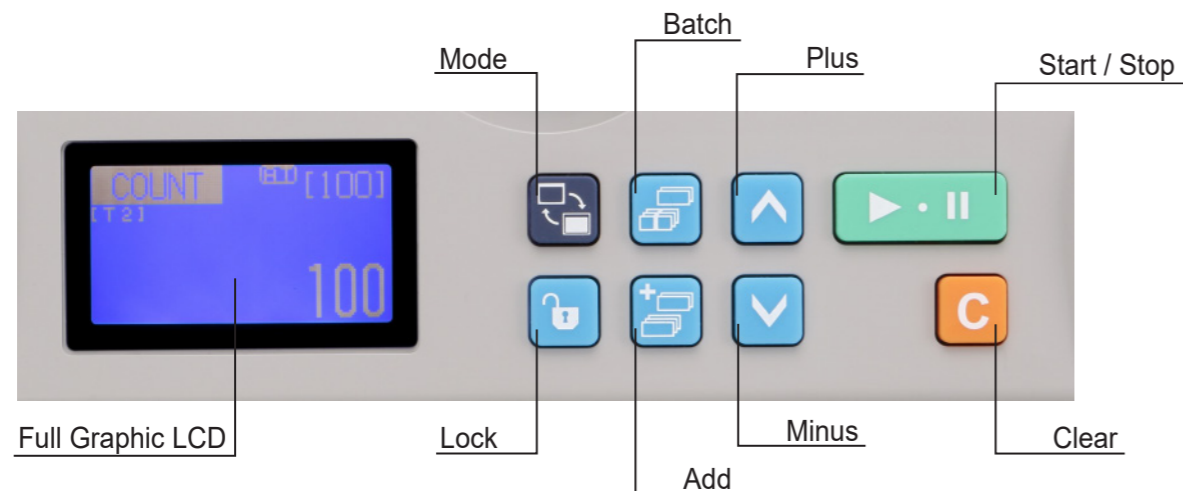 Batch
Mode
Plus
Start / Stop
COUNT
[100]
[T2]
100
C
Full Graphic LCD
Lock
Minus
Clear
Add